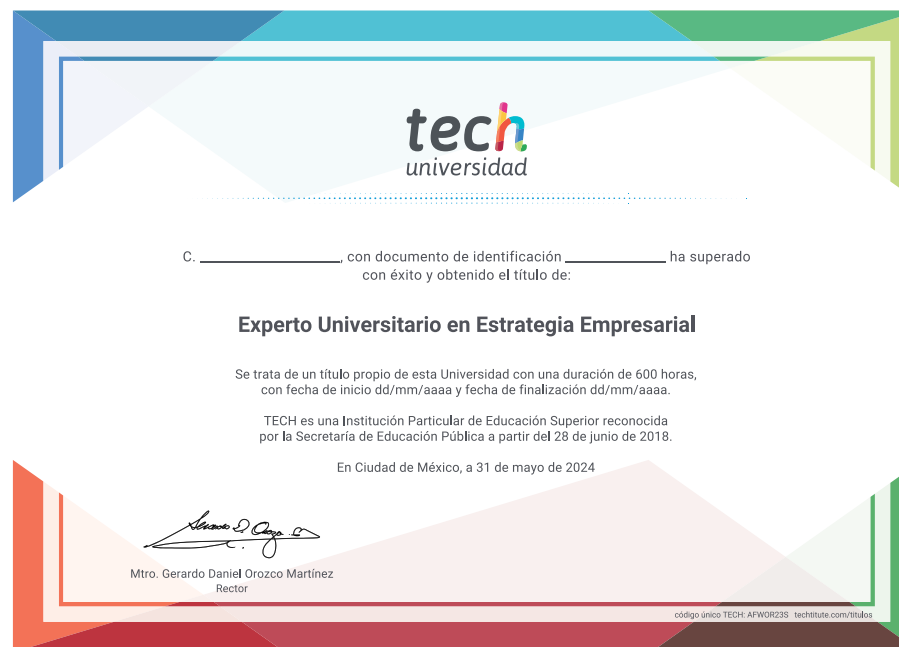 tech
universidad
C. ____________, con documento de identificación ____________ ha superado
con éxito y obtenido el título de:
Experto Universitario en Estrategia Empresarial
Se trata de un título propio de esta Universidad con una duración de 600 horas,
con fecha de inicio dd/mm/aaaa y fecha de finalización dd/mm/aaaa.
TECH es una Institución Particular de Educación Superior reconocida
por la Secretaría de Educación Pública a partir del 28 de junio de 2018.
En Ciudad de México, a 31 de mayo de 2024
Mtro. Gerardo Daniel Orozco Martínez
Rector
código único TECH: AFWOR23S techtitute.com/titulos